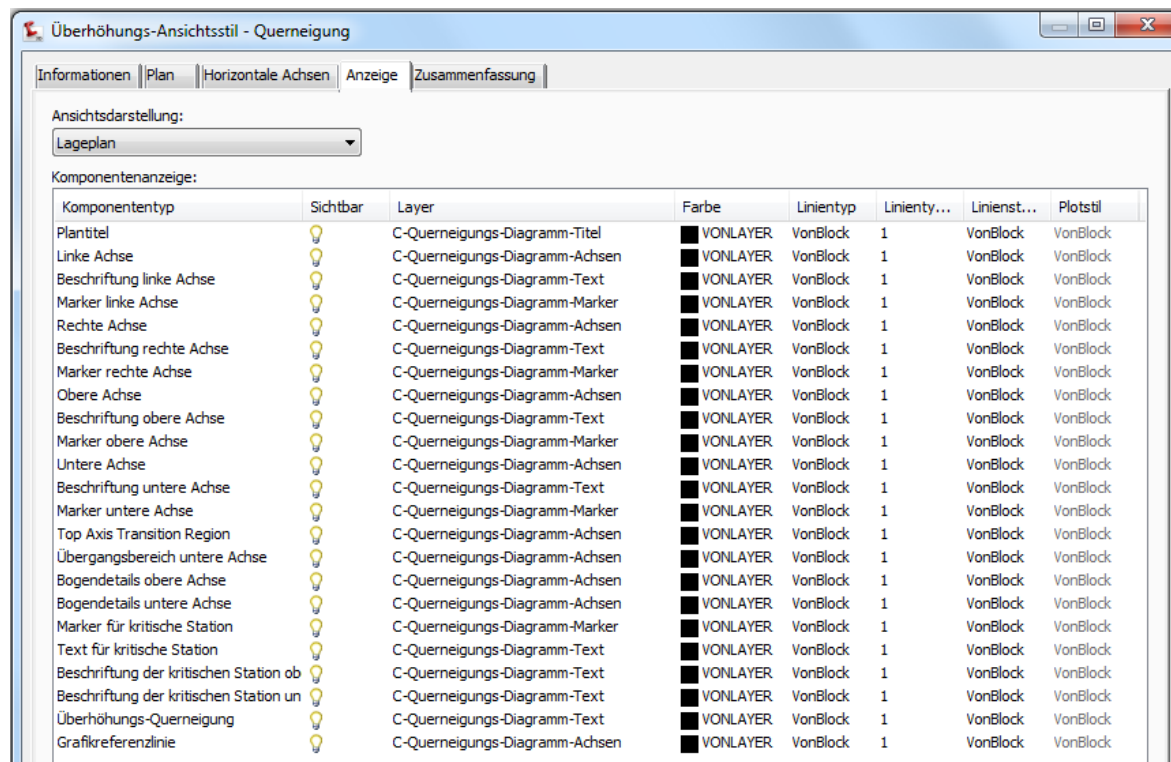 Überhöhungs-Ansichtsstil - Querneigung
Informationen Plan Horizontale Achsen Anzeige Zusammenfassung
Ansichtsdarstellung:
Lageplan
Komponentenanzeige:
Komponententyp Sichtbar Layer Farbe Linientyp Linienty... Linienst... Plotstil
Plantitel C-Querneigungs-Diagramm-Titel VONLAYER VonBlock 1 VonBlock VonBlock
Linke Achse C-Querneigungs-Diagramm-Achsen VONLAYER VonBlock 1 VonBlock VonBlock
Beschriftung linke Achse C-Querneigungs-Diagramm-Text VONLAYER VonBlock 1 VonBlock VonBlock
Marker linke Achse C-Querneigungs-Diagramm-Marker VONLAYER VonBlock 1 VonBlock VonBlock
Rechte Achse C-Querneigungs-Diagramm-Achsen VONLAYER VonBlock 1 VonBlock VonBlock
Beschriftung rechte Achse C-Querneigungs-Diagramm-Text VONLAYER VonBlock 1 VonBlock VonBlock
Marker rechte Achse C-Querneigungs-Diagramm-Marker VONLAYER VonBlock 1 VonBlock VonBlock
Obere Achse C-Querneigungs-Diagramm-Achsen VONLAYER VonBlock 1 VonBlock VonBlock
Beschriftung obere Achse C-Querneigungs-Diagramm-Text VONLAYER VonBlock 1 VonBlock VonBlock
Marker obere Achse C-Querneigungs-Diagramm-Marker VONLAYER VonBlock 1 VonBlock VonBlock
Untere Achse C-Querneigungs-Diagramm-Achsen VONLAYER VonBlock 1 VonBlock VonBlock
Beschriftung untere Achse C-Querneigungs-Diagramm-Text VONLAYER VonBlock 1 VonBlock VonBlock
Marker untere Achse C-Querneigungs-Diagramm-Marker VONLAYER VonBlock 1 VonBlock VonBlock
Top Axis Transition Region C-Querneigungs-Diagramm-Achsen VONLAYER VonBlock 1 VonBlock VonBlock
Übergangsbereich untere Achse C-Querneigungs-Diagramm-Achsen VONLAYER VonBlock 1 VonBlock VonBlock
Bogendetails obere Achse C-Querneigungs-Diagramm-Achsen VONLAYER VonBlock 1 VonBlock VonBlock
Bogendetails untere Achse C-Querneigungs-Diagramm-Achsen VONLAYER VonBlock 1 VonBlock VonBlock
Marker für kritische Station C-Querneigungs-Diagramm-Marker VONLAYER VonBlock 1 VonBlock VonBlock
Text für kritische Station C-Querneigungs-Diagramm-Text VONLAYER VonBlock 1 VonBlock VonBlock
Beschriftung der kritischen Station ob C-Querneigungs-Diagramm-Text VONLAYER VonBlock 1 VonBlock VonBlock
Beschriftung der kritischen Station un C-Querneigungs-Diagramm-Text VONLAYER VonBlock 1 VonBlock VonBlock
Überhöhungs-Querneigung C-Querneigungs-Diagramm-Text VONLAYER VonBlock 1 VonBlock VonBlock
Grafikreferenzlinie C-Querneigungs-Diagramm-Achsen VONLAYER VonBlock 1 VonBlock VonBlock